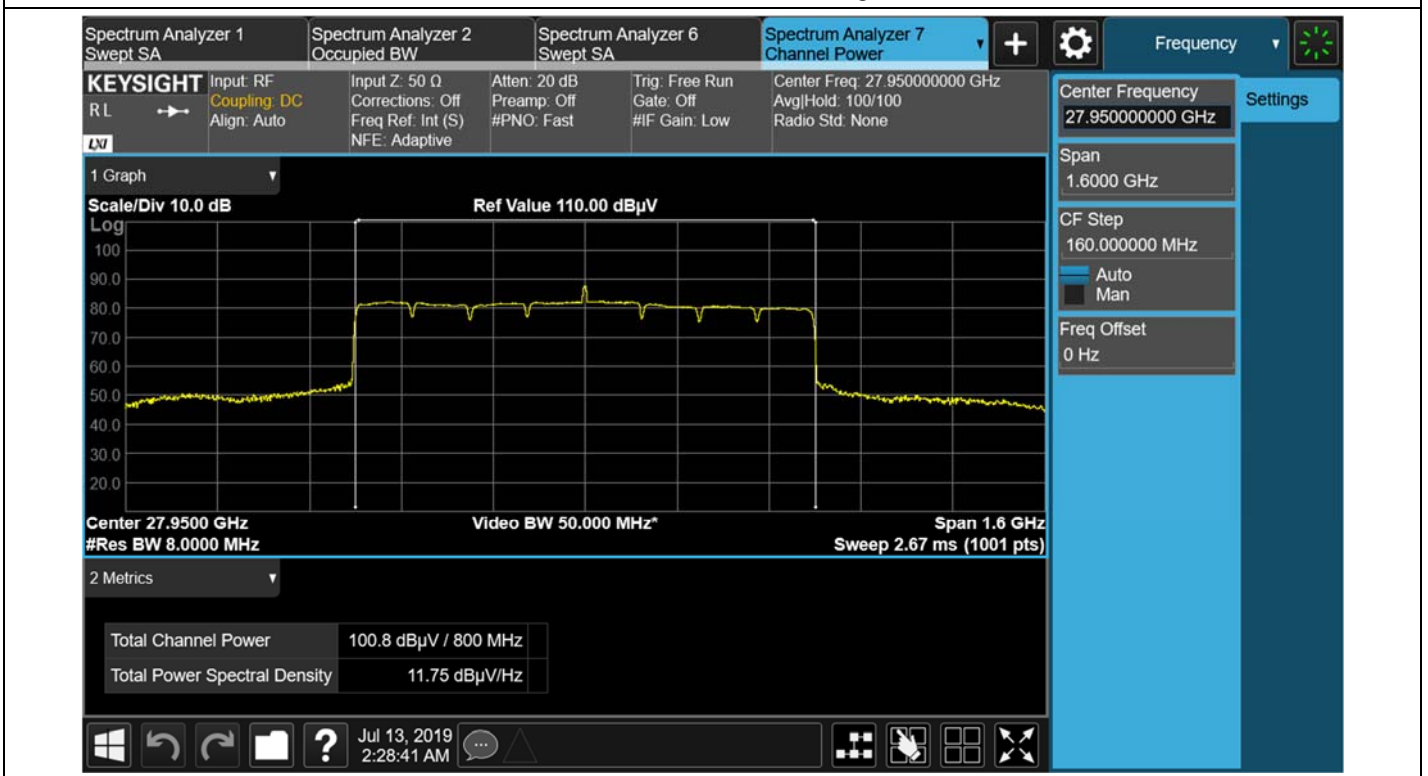 Spectrum Analyzer 1
Swept SA
Spectrum Analyzer 2
Occupied BW
Spectrum Analyzer 6
Swept SA
Spectrum Analyzer 7
Channel Power
+
Frequency
KEYSIGHT
RL
LXI
Input: RF
Coupling: DC
Align: Auto
Input Z: 50 Ω
Corrections: Off
Freq Ref: Int (S)
NFE: Adaptive
Atten: 20 dB
Preamp: Off
#PNO: Fast
Trig: Free Run
Gate: Off
#IF Gain: Low
Center Freq: 27.950000000 GHz
Avg|Hold: 100/100
Radio Std: None
Center Frequency
27.950000000 GHz
Settings
Span
1.6000 GHz
CF Step
160.000000 MHz
Auto
Man
Freq Offset
0 Hz
1 Graph
Scale/Div 10.0 dB
Ref Value 110.00 dBµV
Log
100
90.0
80.0
70.0
60.0
50.0
40.0
30.0
20.0
Center 27.9500 GHz
Video BW 50.000 MHz*
Span 1.6 GHz
#Res BW 8.0000 MHz
Sweep 2.67 ms (1001 pts)
2 Metrics
Total Channel Power 100.8 dBµV / 800 MHz
Total Power Spectral Density 11.75 dBµV/Hz
?
Jul 13, 2019
2:28:41 AM